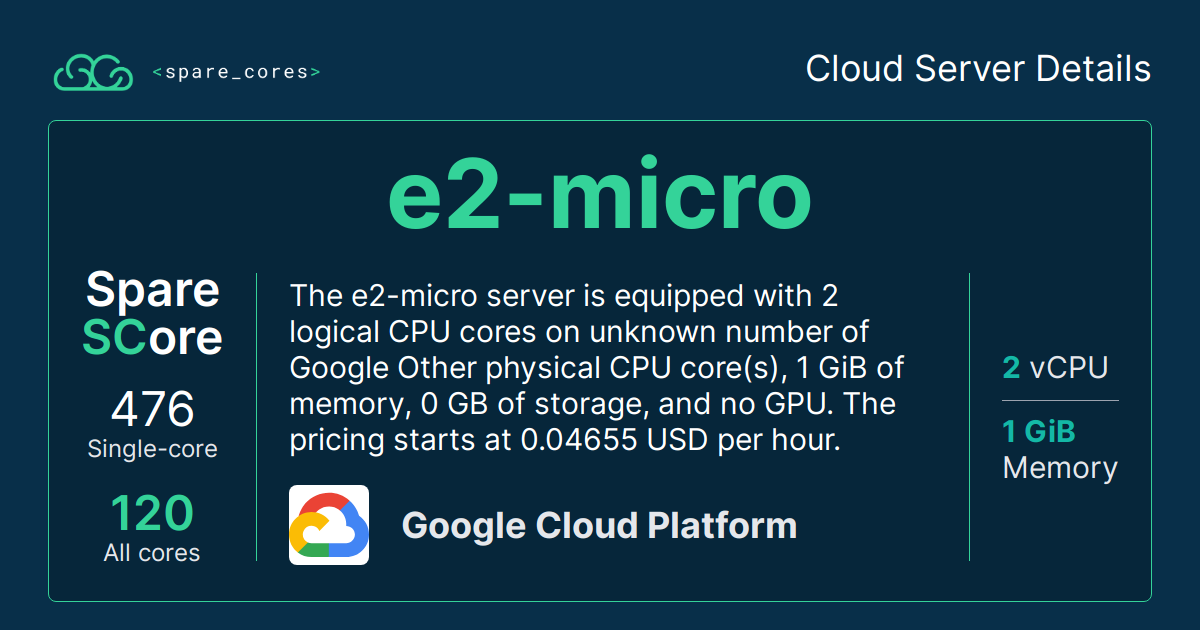 <spare_cores>
Cloud Server Details
e2-micro
Spare
SCore
476
Single-core
120
All cores
The e2-micro server is equipped with 2
logical CPU cores on unknown number of
Google Other physical CPU core(s), 1 GiB of
memory, 0 GB of storage, and no GPU. The
pricing starts at 0.04655 USD per hour.
Google Cloud Platform
2 vCPU
1 GiB
Memory